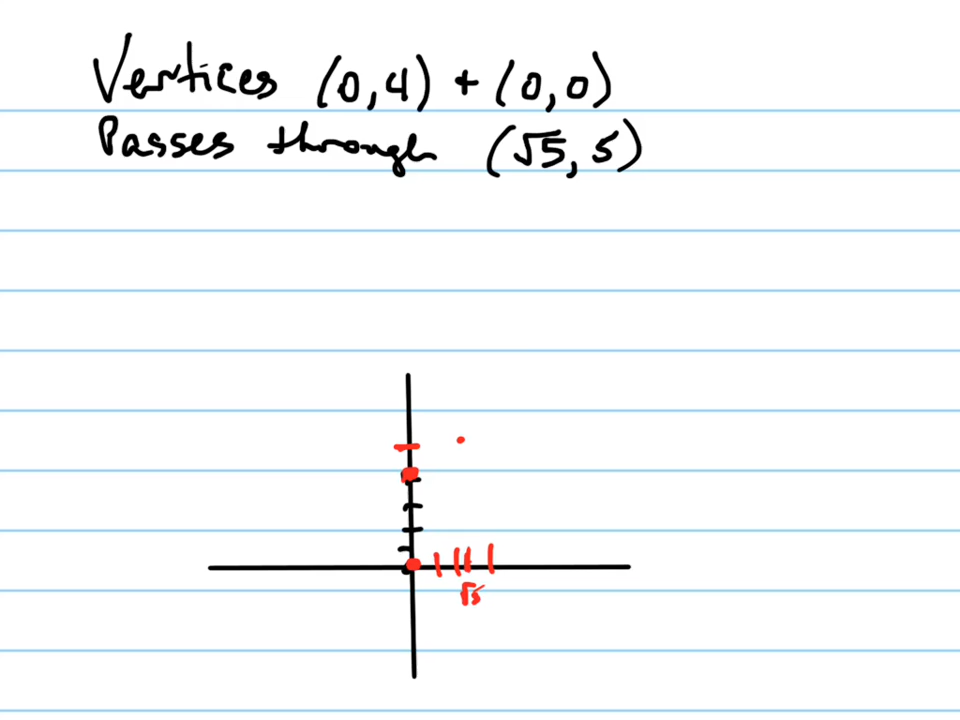 Vertices (0,4) + (0,0)
Passes through (√5, 5)
√5